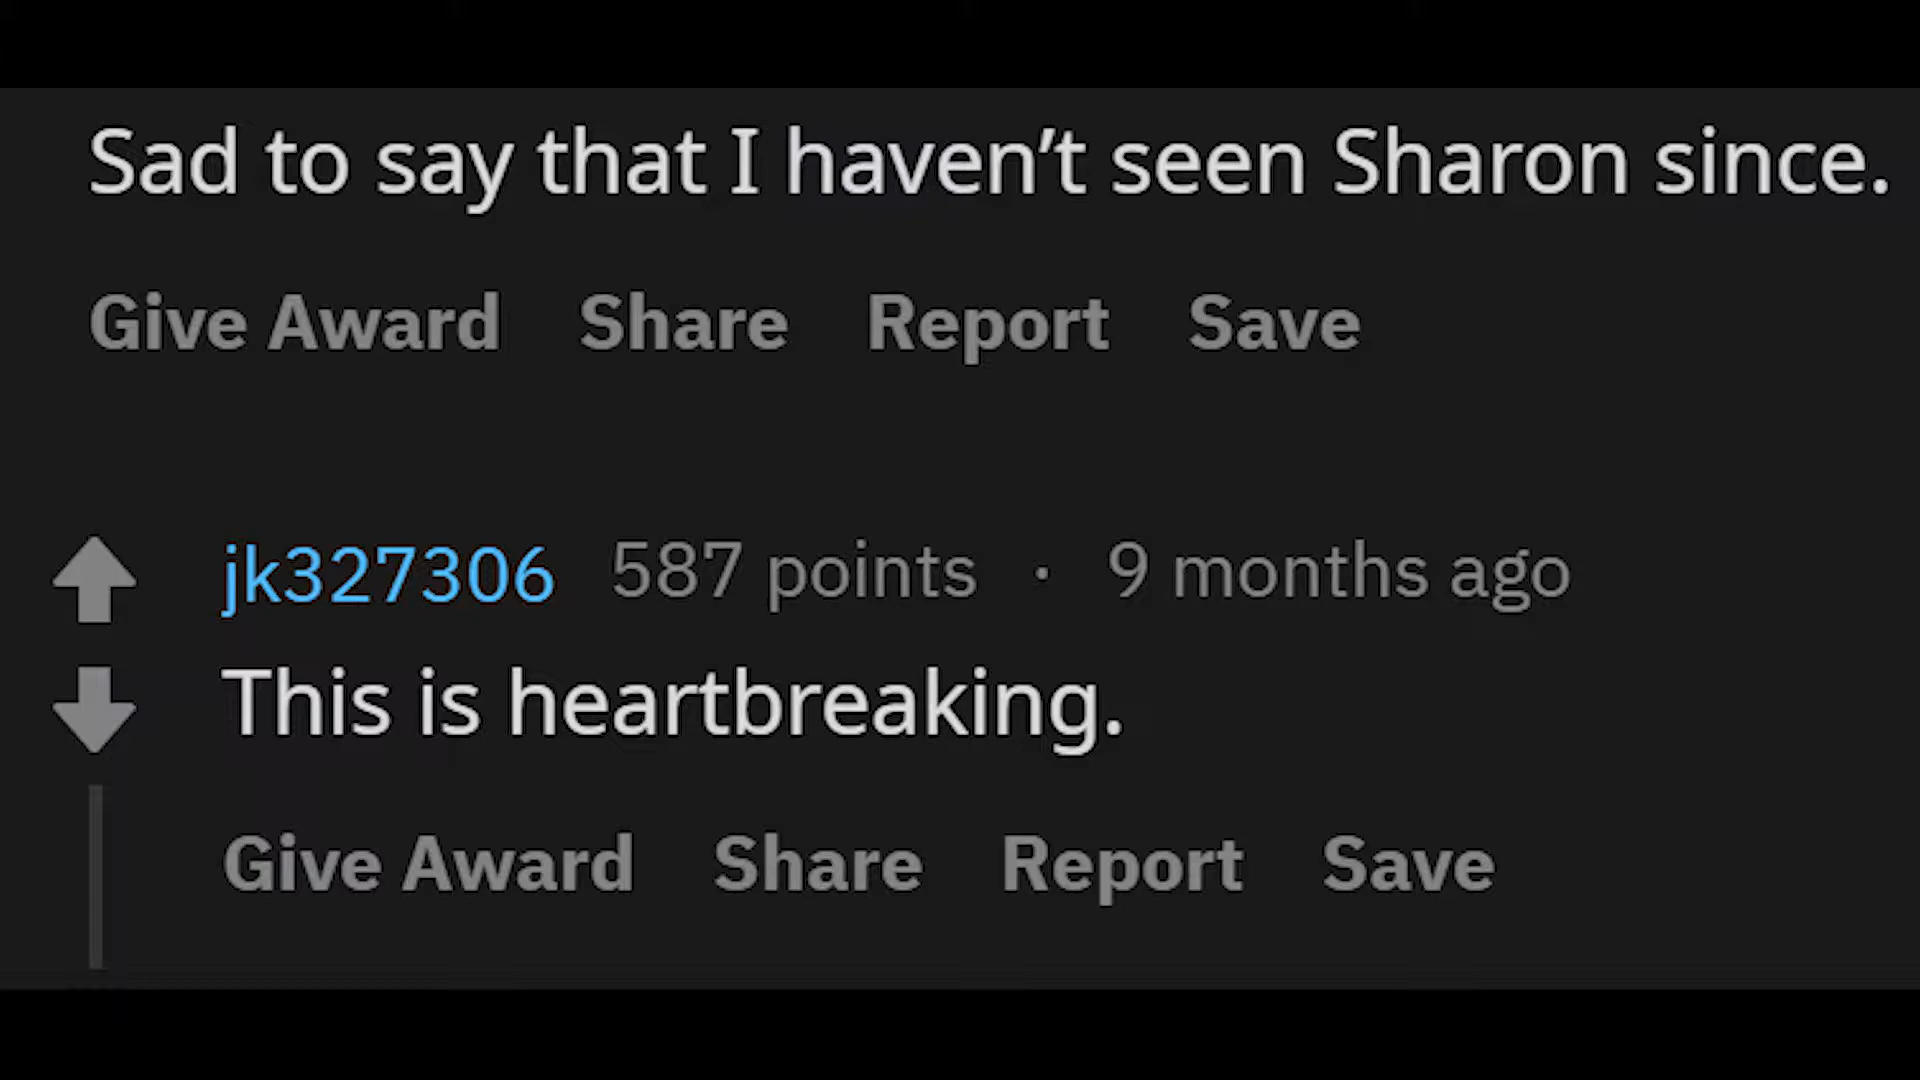 Sad to say that I haven’t seen Sharon since.
Give Award Share Report Save
jk327306 587 points · 9 months ago
This is heartbreaking.
Give Award Share Report Save